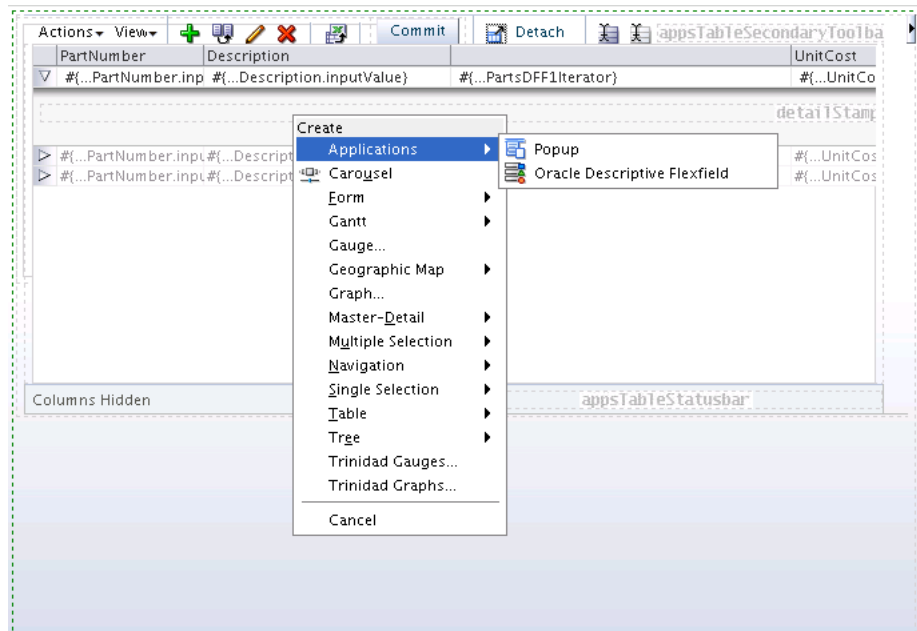 Actions View Commit Detach appsTableSecondaryToolba
PartNumber Description UnitCost
#{...PartNumber.inp #{...Description.inputValue} #{...PartsDFF1Iterator} #{...UnitCo
detailStamp
Create
Applications
Popup
#{...PartNumber.inpu #{...Descript #{...UnitCos
Carousel
Oracle Descriptive Flexfield
#{...PartNumber.inpu #{...Descript #{...UnitCos
Form
Gantt
Gauge...
Geographic Map
Graph...
Master-Detail
Multiple Selection
Navigation
Single Selection
Columns Hidden appsTableStatusbar
Table
Tree
Trinidad Gauges...
Trinidad Graphs...
Cancel